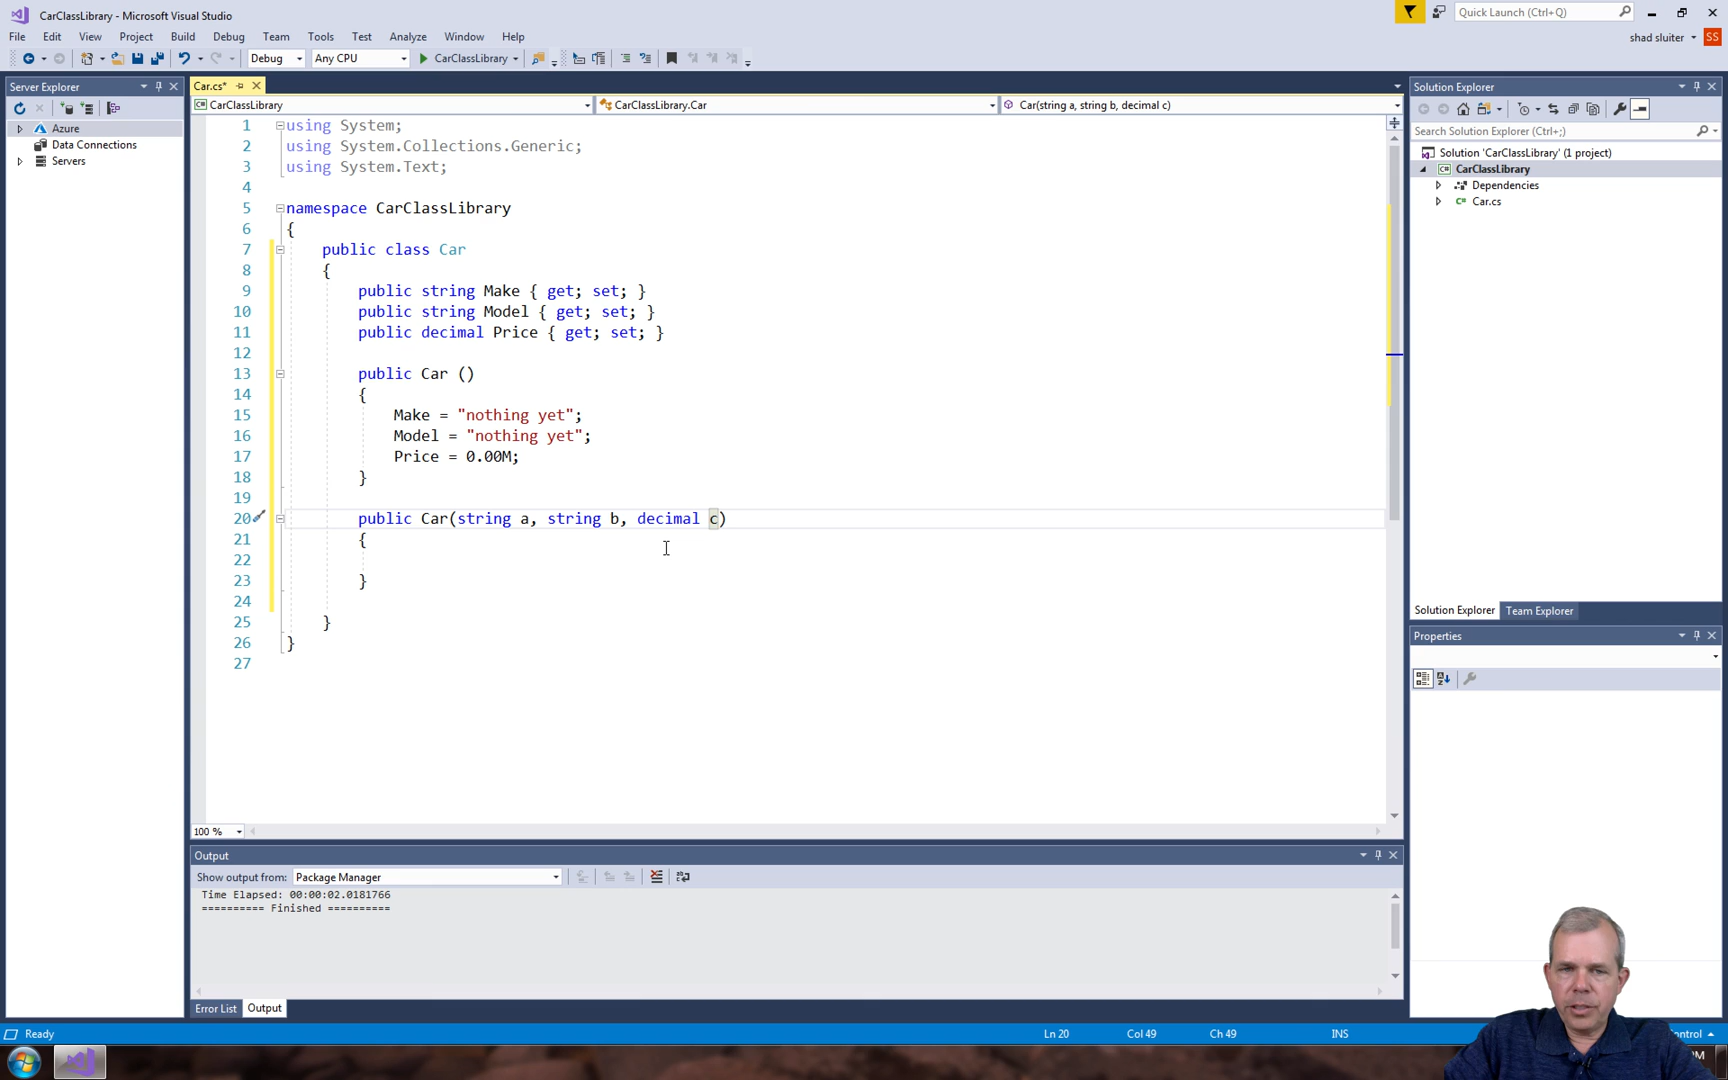 CarClassLibrary - Microsoft Visual Studio
Quick Launch (Ctrl+Q)
File Edit View Project Build Debug Team Tools Test Analyze Window Help
shad sluiter SS
Debug Any CPU CarClassLibrary
Server Explorer
Azure
Data Connections
Servers
Car.cs*
CarClassLibrary CarClassLibrary.Car Car(string a, string b, decimal c)
1 using System;
2 using System.Collections.Generic;
3 using System.Text;
4
5 namespace CarClassLibrary
6 {
7 public class Car
8 {
9 public string Make { get; set; }
10 public string Model { get; set; }
11 public decimal Price { get; set; }
12
13 public Car ()
14 {
15 Make = "nothing yet";
16 Model = "nothing yet";
17 Price = 0.00M;
18 }
19
20 public Car(string a, string b, decimal c)
21 {
22
23 }
24
25 }
26 }
27
100 %
Output
Show output from: Package Manager
Time Elapsed: 00:00:02.0181766
========== Finished ==========
Error List Output
Solution Explorer
Search Solution Explorer (Ctrl+;)
Solution 'CarClassLibrary' (1 project)
CarClassLibrary
Dependencies
Car.cs
Solution Explorer Team Explorer
Properties
Ready Ln 20 Col 49 Ch 49 INS